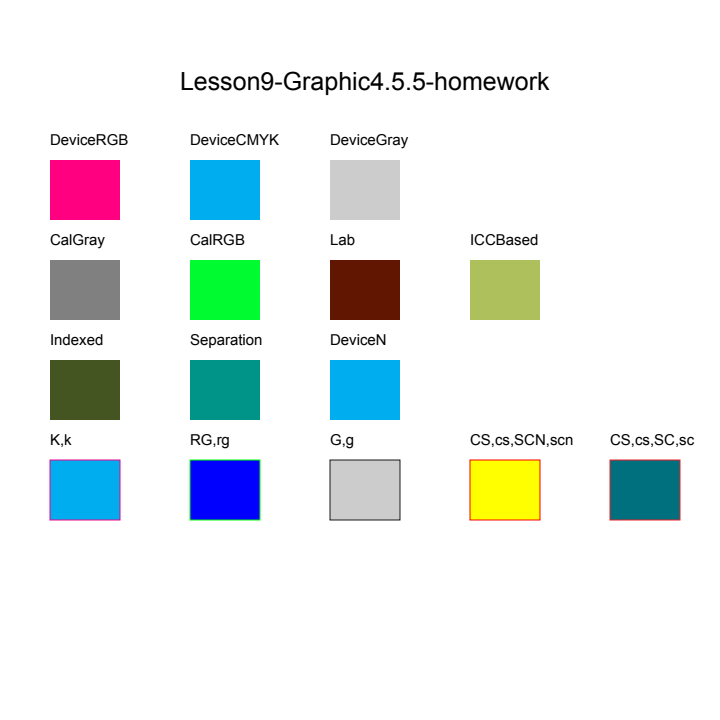 Lesson9-Graphic4.5.5-homework
DeviceRGB DeviceCMYK DeviceGray
CalGray CalRGB Lab ICCBased
Indexed Separation DeviceN
K,k RG,rg G,g CS,cs,SCN,scn CS,cs,SC,sc